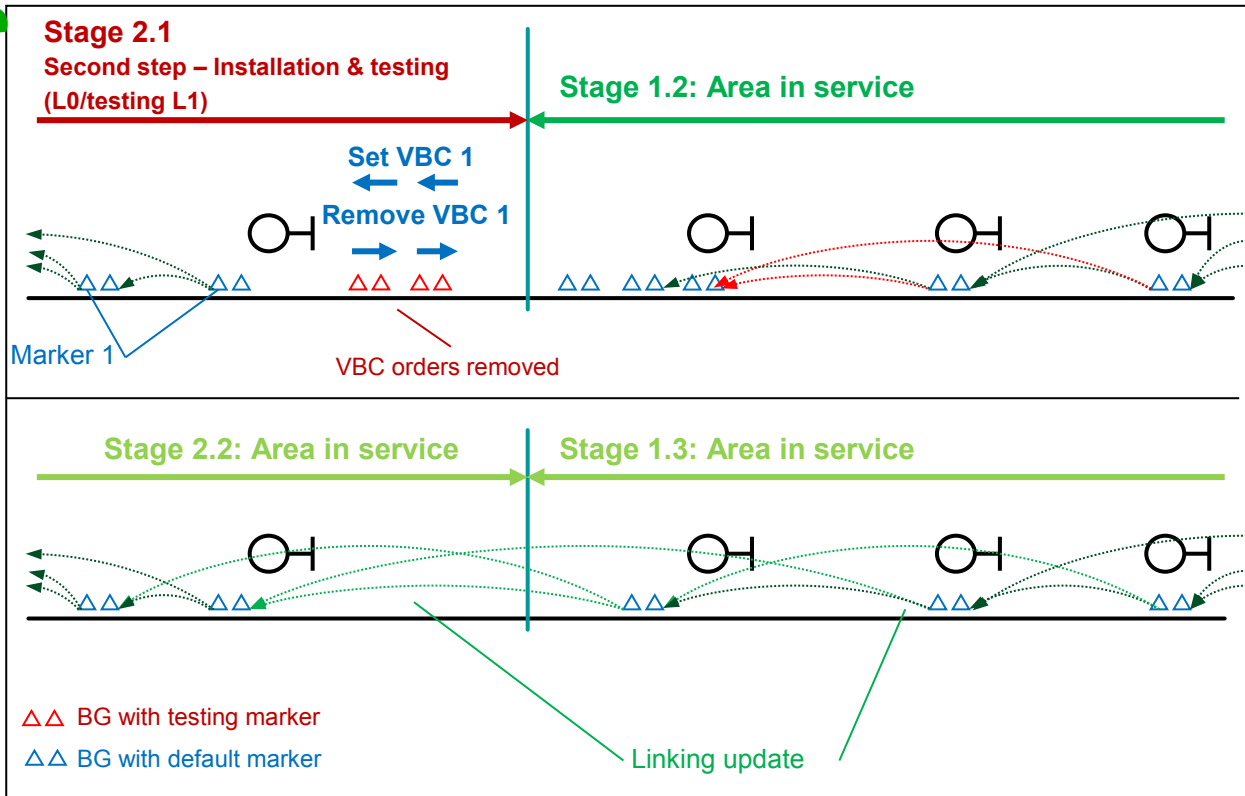 Stage 2.1
Second step – Installation & testing
(L0/testing L1)
Stage 1.2: Area in service
Set VBC 1
Remove VBC 1
Marker 1
VBC orders removed
Stage 2.2: Area in service
Stage 1.3: Area in service
BG with testing marker
BG with default marker
Linking update